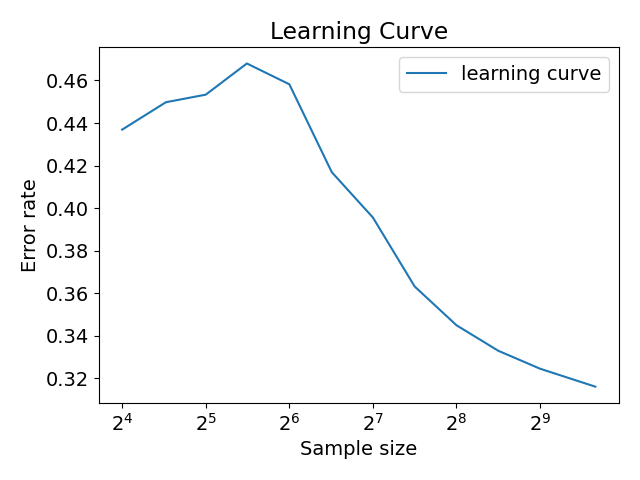 Learning Curve
learning curve
Error rate
0.46
0.44
0.42
0.40
0.38
0.36
0.34
0.32
2⁴ 2⁵ 2⁶ 2⁷ 2⁸ 2⁹
Sample size